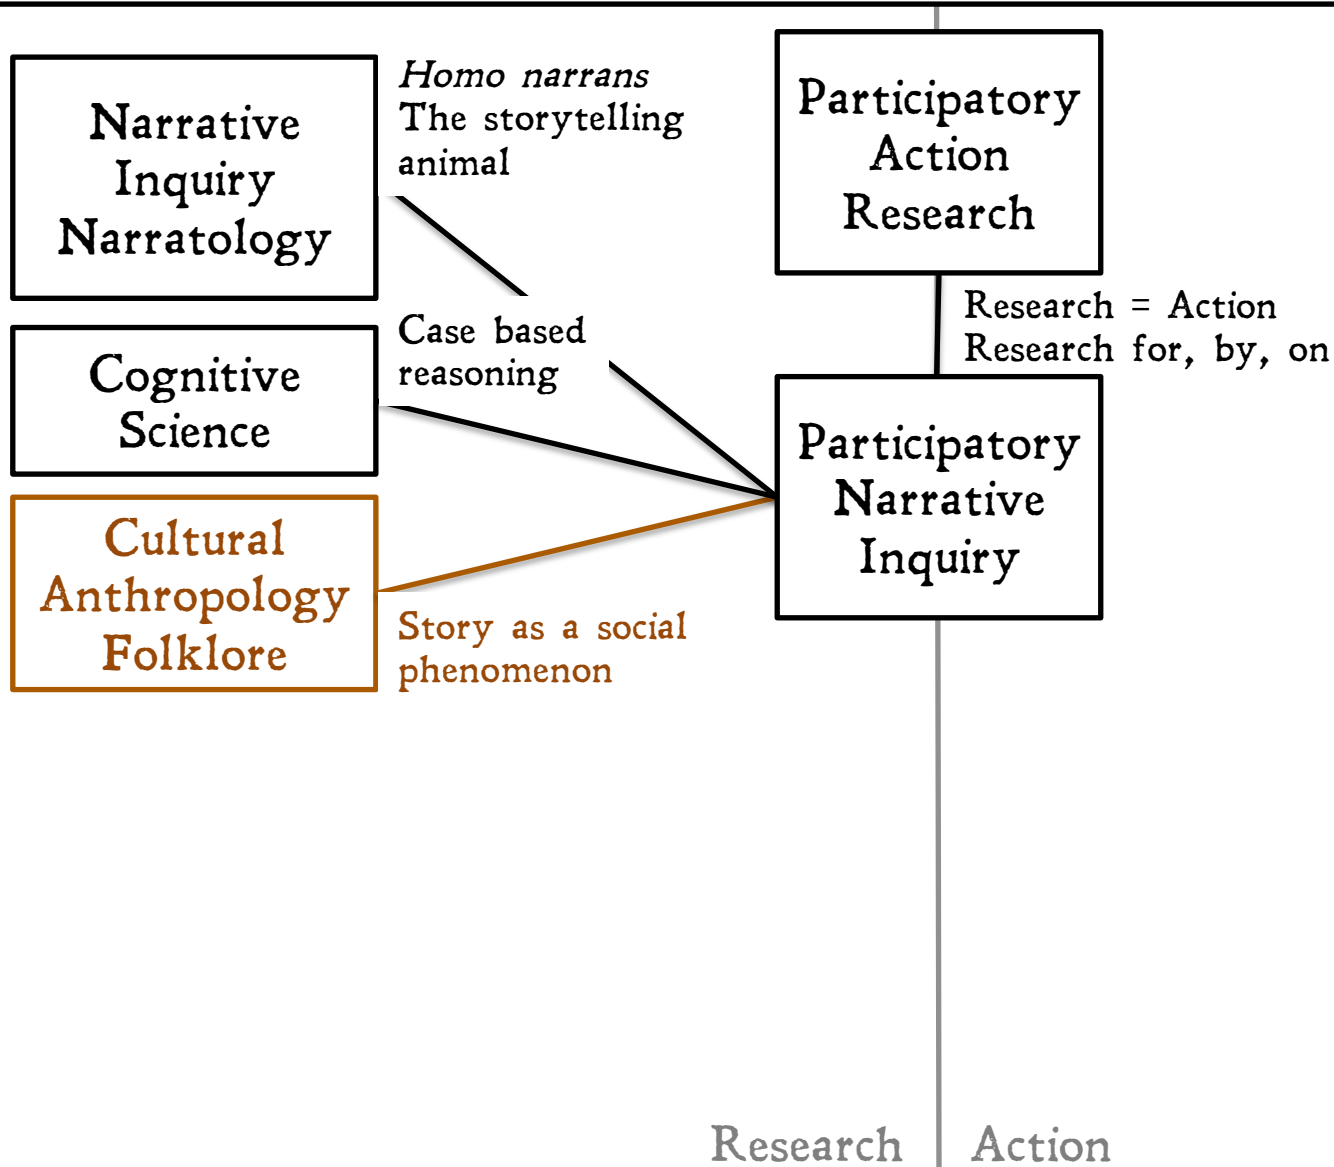 Narrative
Inquiry
Narratology
Homo narrans
The storytelling
animal
Participatory
Action
Research
Research = Action
Research for, by, on
Cognitive
Science
Case based
reasoning
Participatory
Narrative
Inquiry
Cultural
Anthropology
Folklore
Story as a social
phenomenon
Research
Action